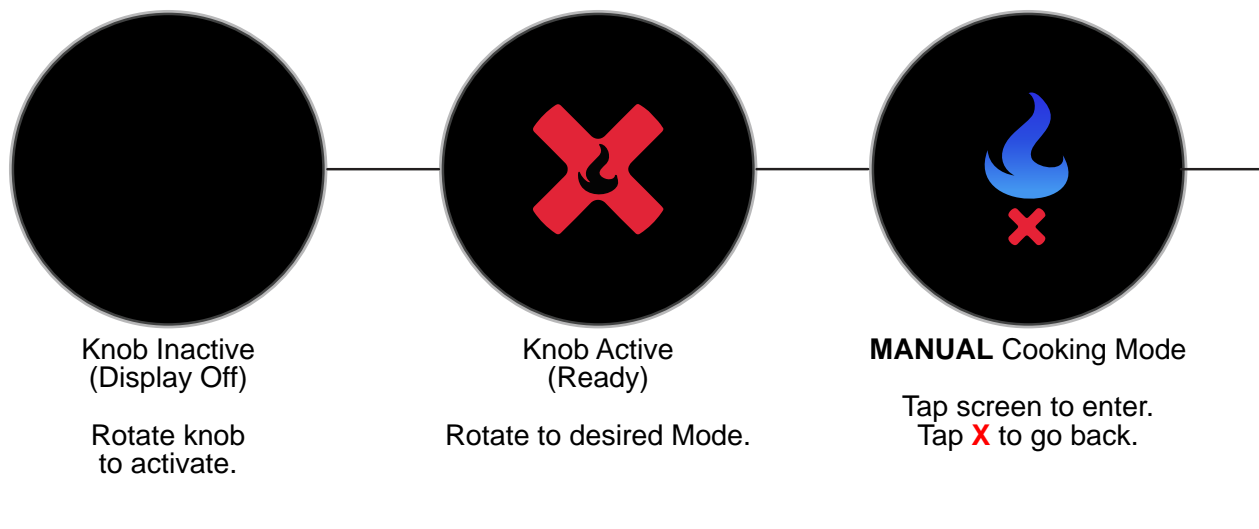 Knob Inactive
(Display Off)
Rotate knob
to activate.
Knob Active
(Ready)
Rotate to desired Mode.
MANUAL Cooking Mode
Tap screen to enter.
Tap X to go back.